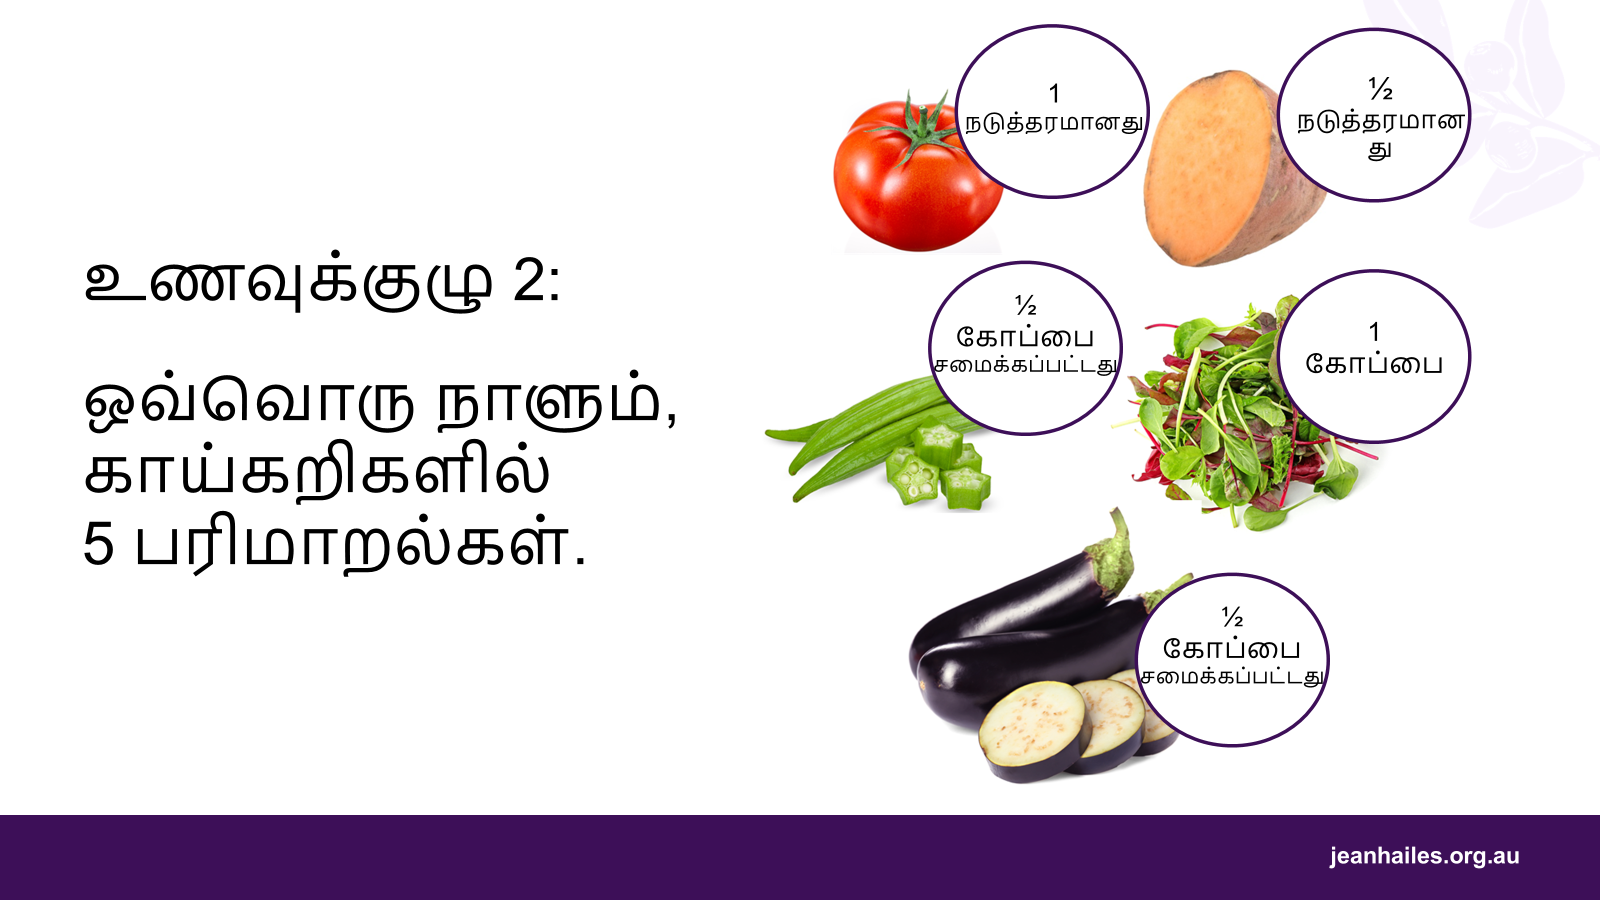 உணவுக்குழு 2:
ஒவ்வொரு நாளும்,
காய்கறிகளில்
5 பரிமாறல்கள்.
1
நடுத்தரமானது
½
நடுத்தரமான
து
½
கோப்பை
சமைக்கப்பட்டது
1
கோப்பை
½
கோப்பை
சமைக்கப்பட்டது
jeanhailes.org.au